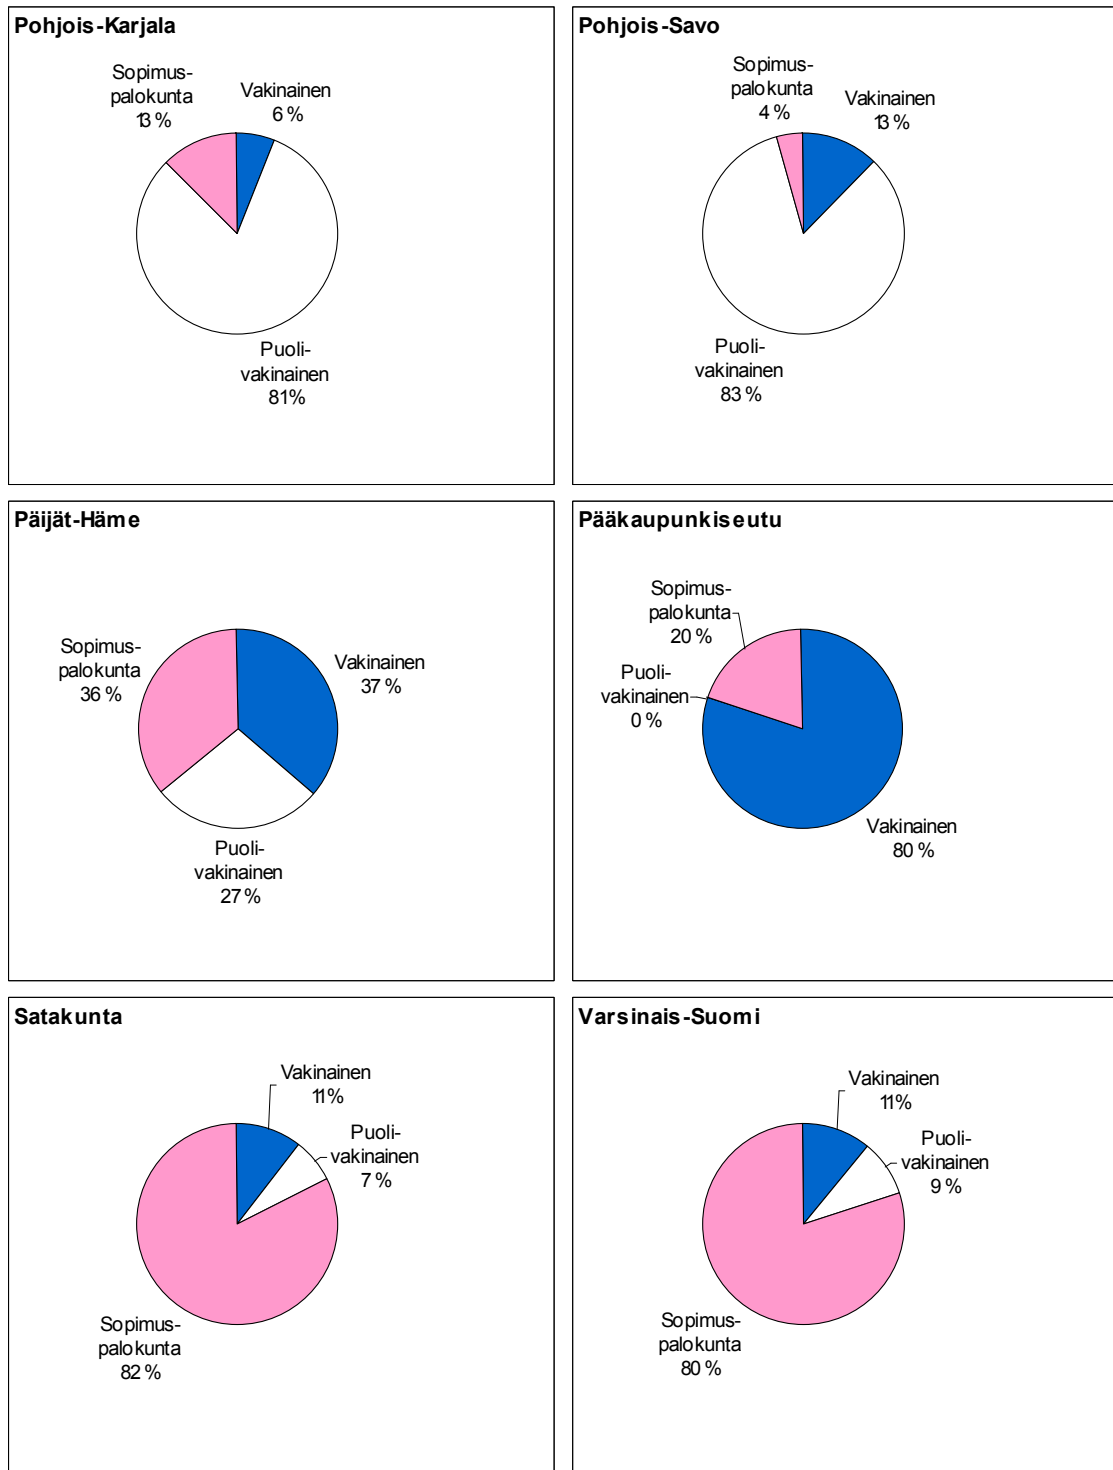 Pohjois-Karjala
Sopimus-
palokunta
13 %
Vakinainen
6 %
Puoli-
vakinainen
81%
Pohjois-Savo
Sopimus-
palokunta
4 %
Vakinainen
13 %
Puoli-
vakinainen
83 %
Päijät-Häme
Sopimus-
palokunta
36 %
Vakinainen
37 %
Puoli-
vakinainen
27 %
Pääkaupunkiseutu
Sopimus-
palokunta
20 %
Puoli-
vakinainen
0 %
Vakinainen
80 %
Satakunta
Vakinainen
11%
Puoli-
vakinainen
7 %
Sopimus-
palokunta
82 %
Varsinais-Suomi
Vakinainen
11%
Puoli-
vakinainen
9 %
Sopimus-
palokunta
80 %